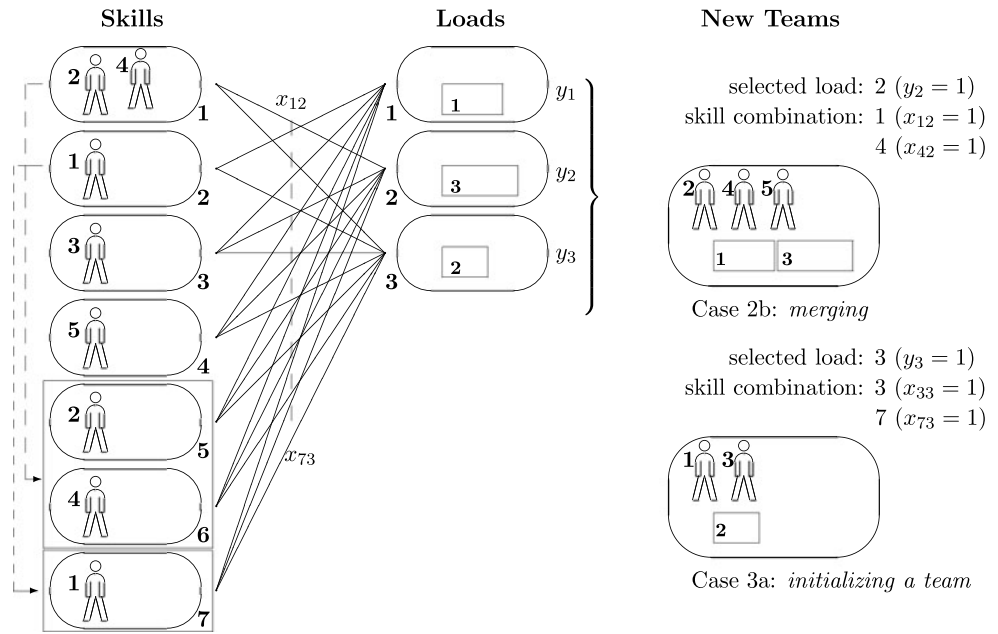 Skills
Loads
New Teams
2
4
1
1
2
3
3
5
4
2
5
4
6
1
7
x12
x73
1
1
y1
3
2
y2
2
3
y3
selected load: 2 (y2 = 1)
skill combination: 1 (x12 = 1)
4 (x42 = 1)
2 4 5
1 3
Case 2b: merging
selected load: 3 (y3 = 1)
skill combination: 3 (x33 = 1)
7 (x73 = 1)
1 3
2
Case 3a: initializing a team